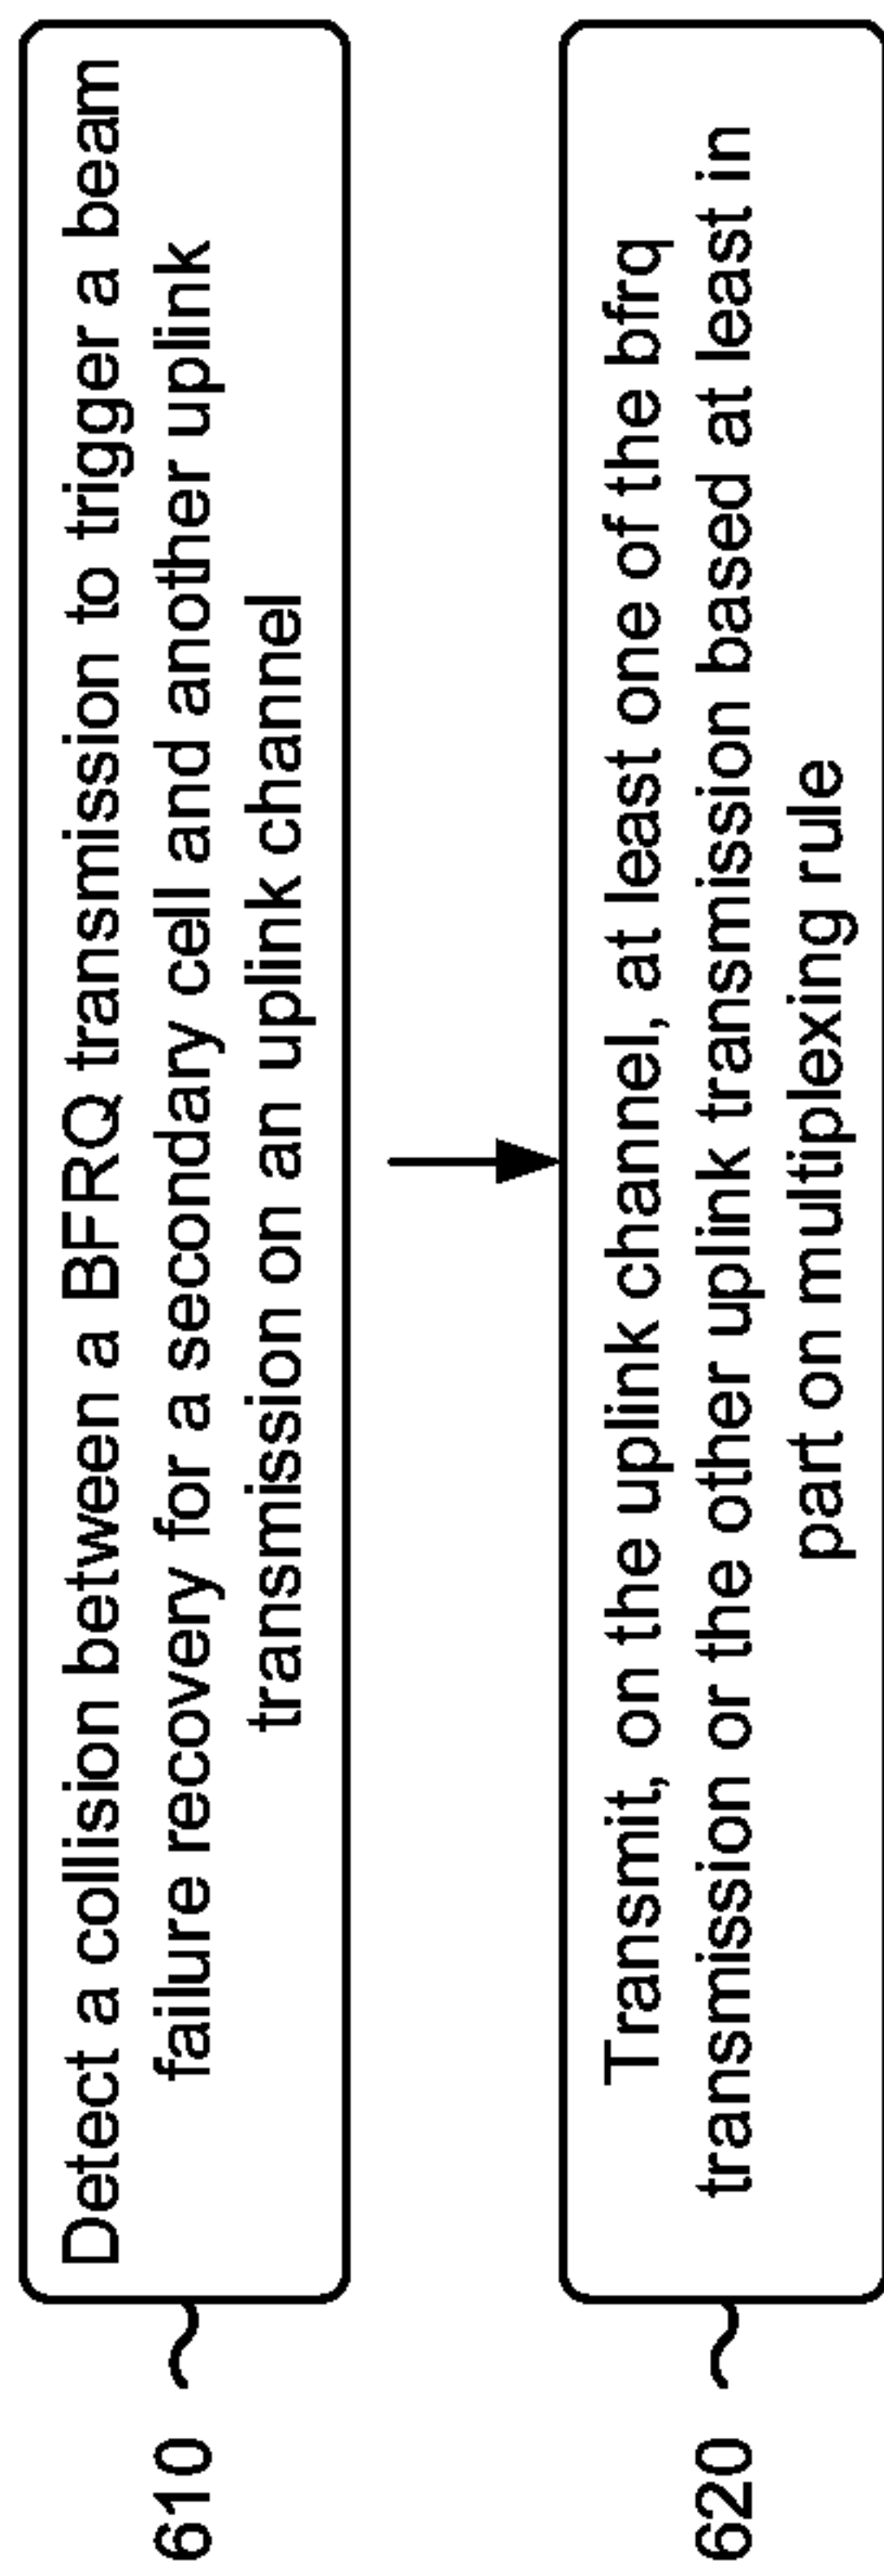 610
Detect a collision between a BFRQ transmission to trigger a beam
failure recovery for a secondary cell and another uplink
transmission on an uplink channel
620
Transmit, on the uplink channel, at least one of the bfrq
transmission or the other uplink transmission based at least in
part on multiplexing rule